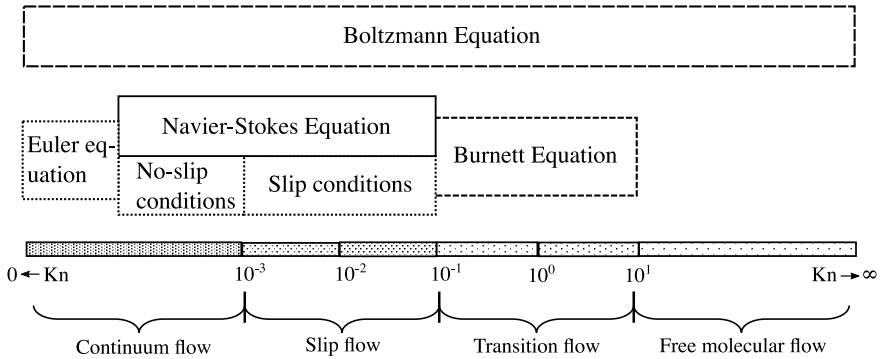 Boltzmann Equation
Navier-Stokes Equation
Euler eq-
uation
Burnett Equation
No-slip
conditions
Slip conditions
0 ← Kn
10⁻³
10⁻²
10⁻¹
10⁰
10¹
Kn → ∞
Continuum flow
Slip flow
Transition flow
Free molecular flow